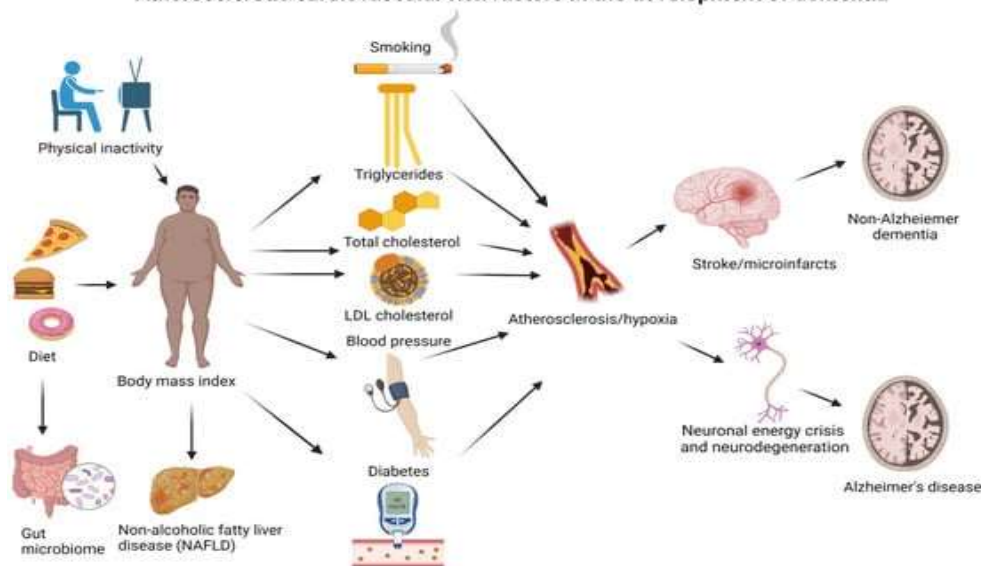 Smoking
Physical inactivity
Triglycerides
Total cholesterol
LDL cholesterol
Blood pressure
Diabetes
Diet
Body mass index
Gut
microbiome
Non-alcoholic fatty liver
disease (NAFLD)
Atherosclerosis/hypoxia
Stroke/microinfarcts
Non-Alzheiemer
dementia
Neuronal energy crisis
and neurodegeneration
Alzheimer's disease